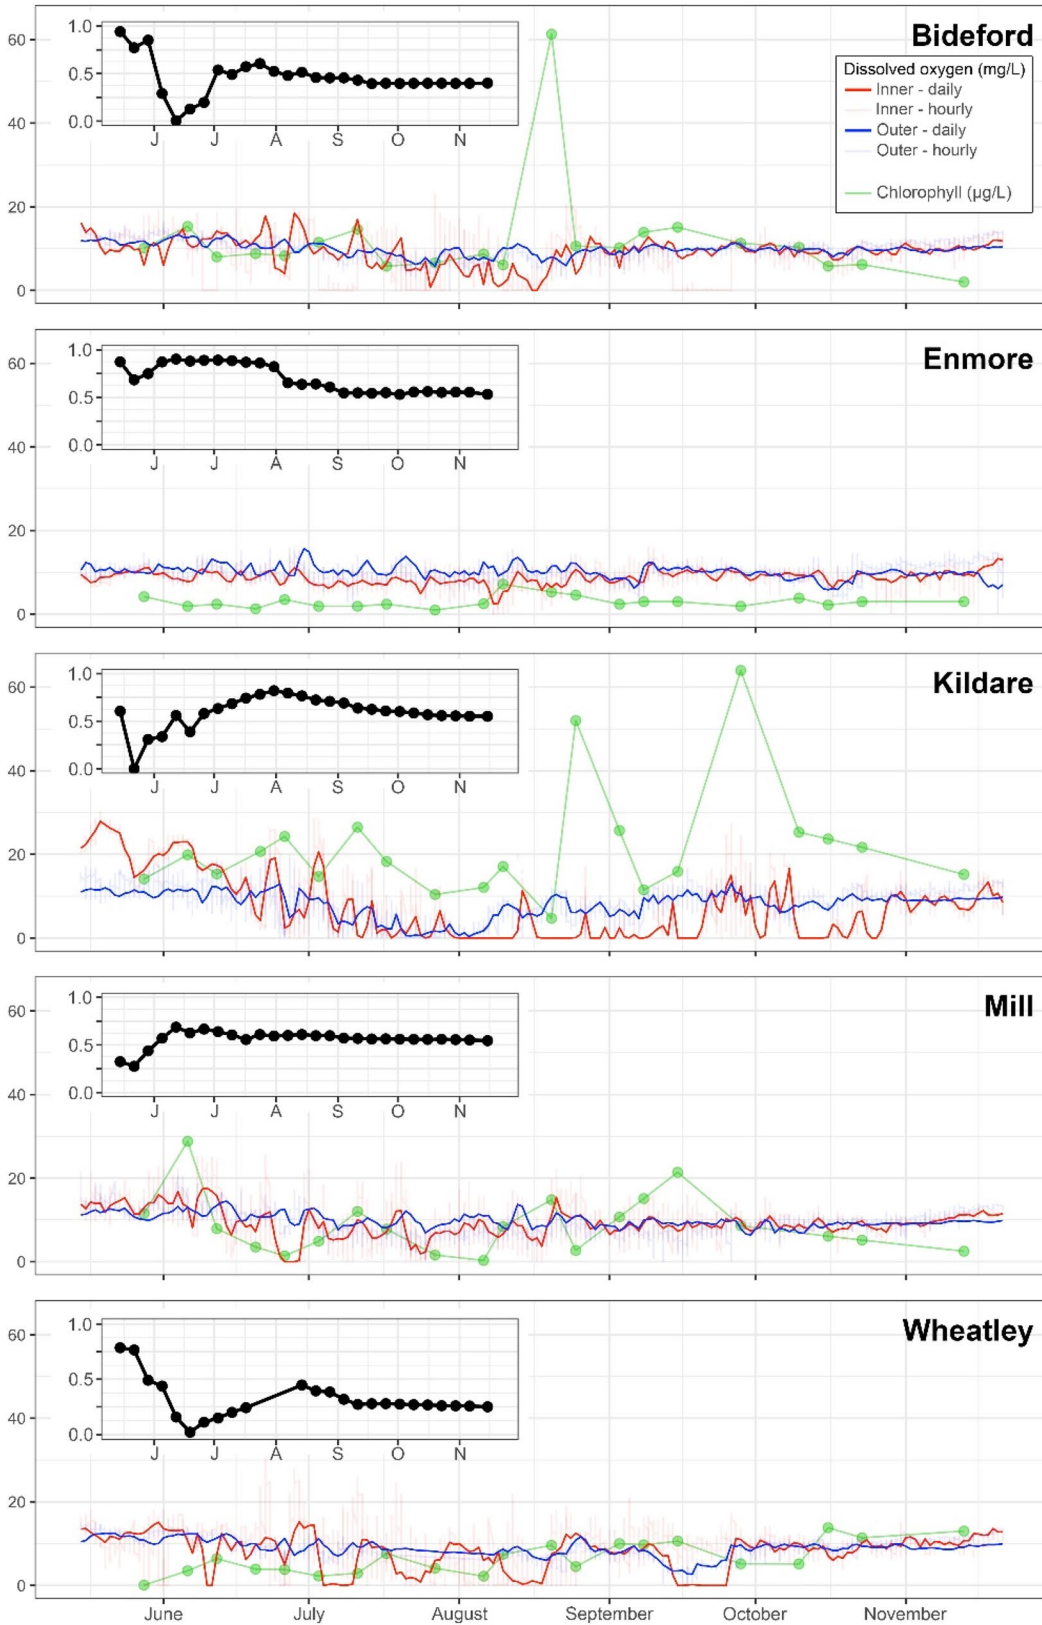 Bideford
Dissolved oxygen (mg/L)
Inner - daily
Inner - hourly
Outer - daily
Outer - hourly
Chlorophyll (µg/L)
60
40
20
0
1.0
0.5
0.0
J J A S O N
Enmore
60
40
20
0
1.0
0.5
0.0
J J A S O N
Kildare
60
40
20
0
1.0
0.5
0.0
J J A S O N
Mill
60
40
20
0
1.0
0.5
0.0
J J A S O N
Wheatley
60
40
20
0
1.0
0.5
0.0
J J A S O N
June July August September October November